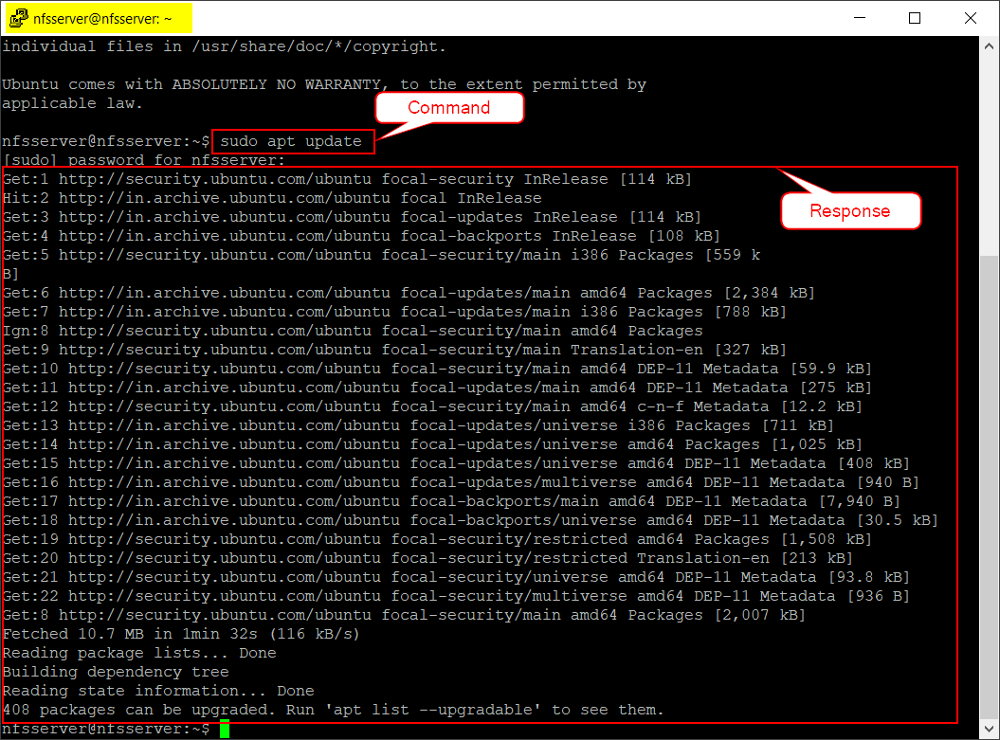 nfsserver@nfsserver: ~
individual files in /usr/share/doc/*/copyright.
Ubuntu comes with ABSOLUTELY NO WARRANTY, to the extent permitted by
applicable law.
Command
nfsserver@nfsserver:~$ sudo apt update
[sudo] password for nfsserver:
Get:1 http://security.ubuntu.com/ubuntu focal-security InRelease [114 kB]
Hit:2 http://in.archive.ubuntu.com/ubuntu focal InRelease
Response
Get:3 http://in.archive.ubuntu.com/ubuntu focal-updates InRelease [114 kB]
Get:4 http://in.archive.ubuntu.com/ubuntu focal-backports InRelease [108 kB]
Get:5 http://security.ubuntu.com/ubuntu focal-security/main i386 Packages [559 k
B]
Get:6 http://in.archive.ubuntu.com/ubuntu focal-updates/main amd64 Packages [2,384 kB]
Get:7 http://in.archive.ubuntu.com/ubuntu focal-updates/main i386 Packages [788 kB]
Ign:8 http://security.ubuntu.com/ubuntu focal-security/main amd64 Packages
Get:9 http://security.ubuntu.com/ubuntu focal-security/main Translation-en [327 kB]
Get:10 http://security.ubuntu.com/ubuntu focal-security/main amd64 DEP-11 Metadata [59.9 kB]
Get:11 http://in.archive.ubuntu.com/ubuntu focal-updates/main amd64 DEP-11 Metadata [275 kB]
Get:12 http://security.ubuntu.com/ubuntu focal-security/main amd64 c-n-f Metadata [12.2 kB]
Get:13 http://in.archive.ubuntu.com/ubuntu focal-updates/universe i386 Packages [711 kB]
Get:14 http://in.archive.ubuntu.com/ubuntu focal-updates/universe amd64 Packages [1,025 kB]
Get:15 http://in.archive.ubuntu.com/ubuntu focal-updates/universe amd64 DEP-11 Metadata [408 kB]
Get:16 http://in.archive.ubuntu.com/ubuntu focal-updates/multiverse amd64 DEP-11 Metadata [940 B]
Get:17 http://in.archive.ubuntu.com/ubuntu focal-backports/main amd64 DEP-11 Metadata [7,940 B]
Get:18 http://in.archive.ubuntu.com/ubuntu focal-backports/universe amd64 DEP-11 Metadata [30.5 kB]
Get:19 http://security.ubuntu.com/ubuntu focal-security/restricted amd64 Packages [1,508 kB]
Get:20 http://security.ubuntu.com/ubuntu focal-security/restricted Translation-en [213 kB]
Get:21 http://security.ubuntu.com/ubuntu focal-security/universe amd64 DEP-11 Metadata [93.8 kB]
Get:22 http://security.ubuntu.com/ubuntu focal-security/multiverse amd64 DEP-11 Metadata [936 B]
Get:8 http://security.ubuntu.com/ubuntu focal-security/main amd64 Packages [2,007 kB]
Fetched 10.7 MB in 1min 32s (116 kB/s)
Reading package lists... Done
Building dependency tree
Reading state information... Done
408 packages can be upgraded. Run 'apt list --upgradable' to see them.
nfsserver@nfsserver:~$